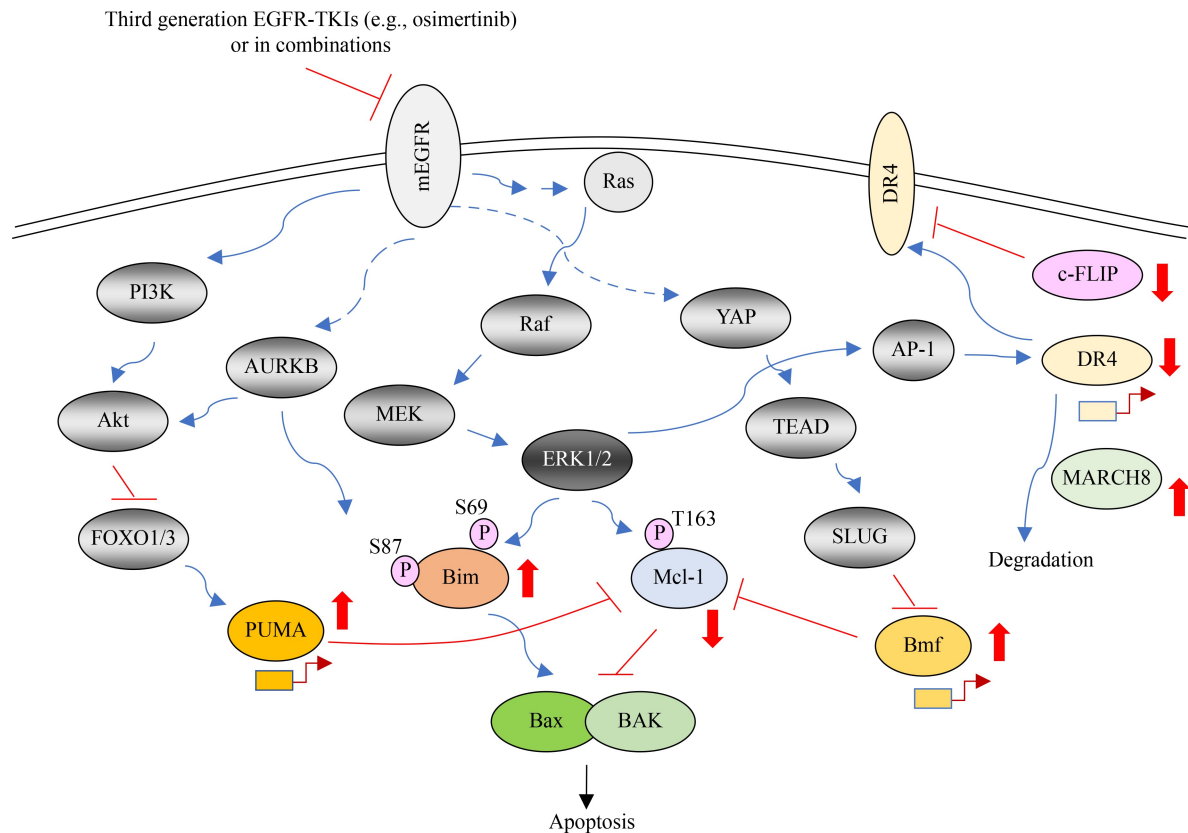 Third generation EGFR-TKIs (e.g., osimertinib)
or in combinations
mEGFR
Ras
DR4
c-FLIP
PI3K
Raf
YAP
AP-1
DR4
AURKB
Akt
MEK
TEAD
ERK1/2
MARCH8
S69
P
T163
P
FOXO1/3
S87
P
Bim
Mcl-1
SLUG
Degradation
PUMA
Bmf
Bax
BAK
Apoptosis